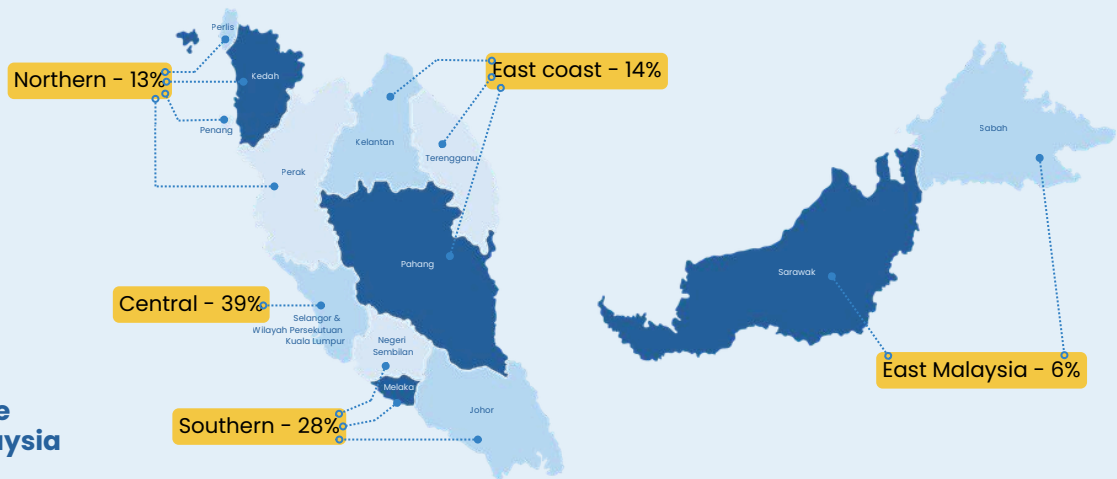 Perlis
Northern - 13%
Kedah
East coast - 14%
Penang
Kelantan
Terengganu
Perak
Sabah
Pahang
Sarawak
Central - 39%
Selangor &
Wilayah Persekutuan
Kuala Lumpur
Negeri
Sembilan
East Malaysia - 6%
Melaka
Johor
Southern - 28%